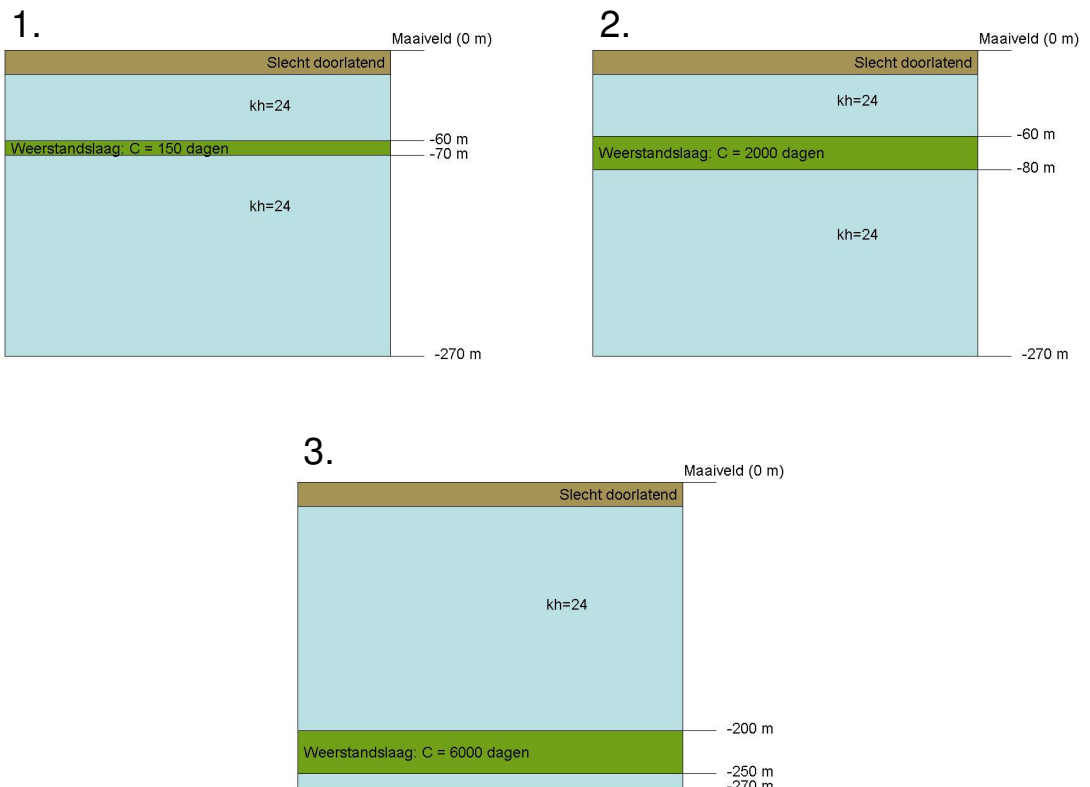 1.
Maaiveld (0 m)
Slecht doorlatend
kh=24
-60 m
Weerstandslaag: C = 150 dagen
-70 m
kh=24
-270 m
2.
Maaiveld (0 m)
Slecht doorlatend
kh=24
-60 m
Weerstandslaag: C = 2000 dagen
-80 m
kh=24
-270 m
3.
Maaiveld (0 m)
Slecht doorlatend
kh=24
-200 m
Weerstandslaag: C = 6000 dagen
-250 m
-270 m